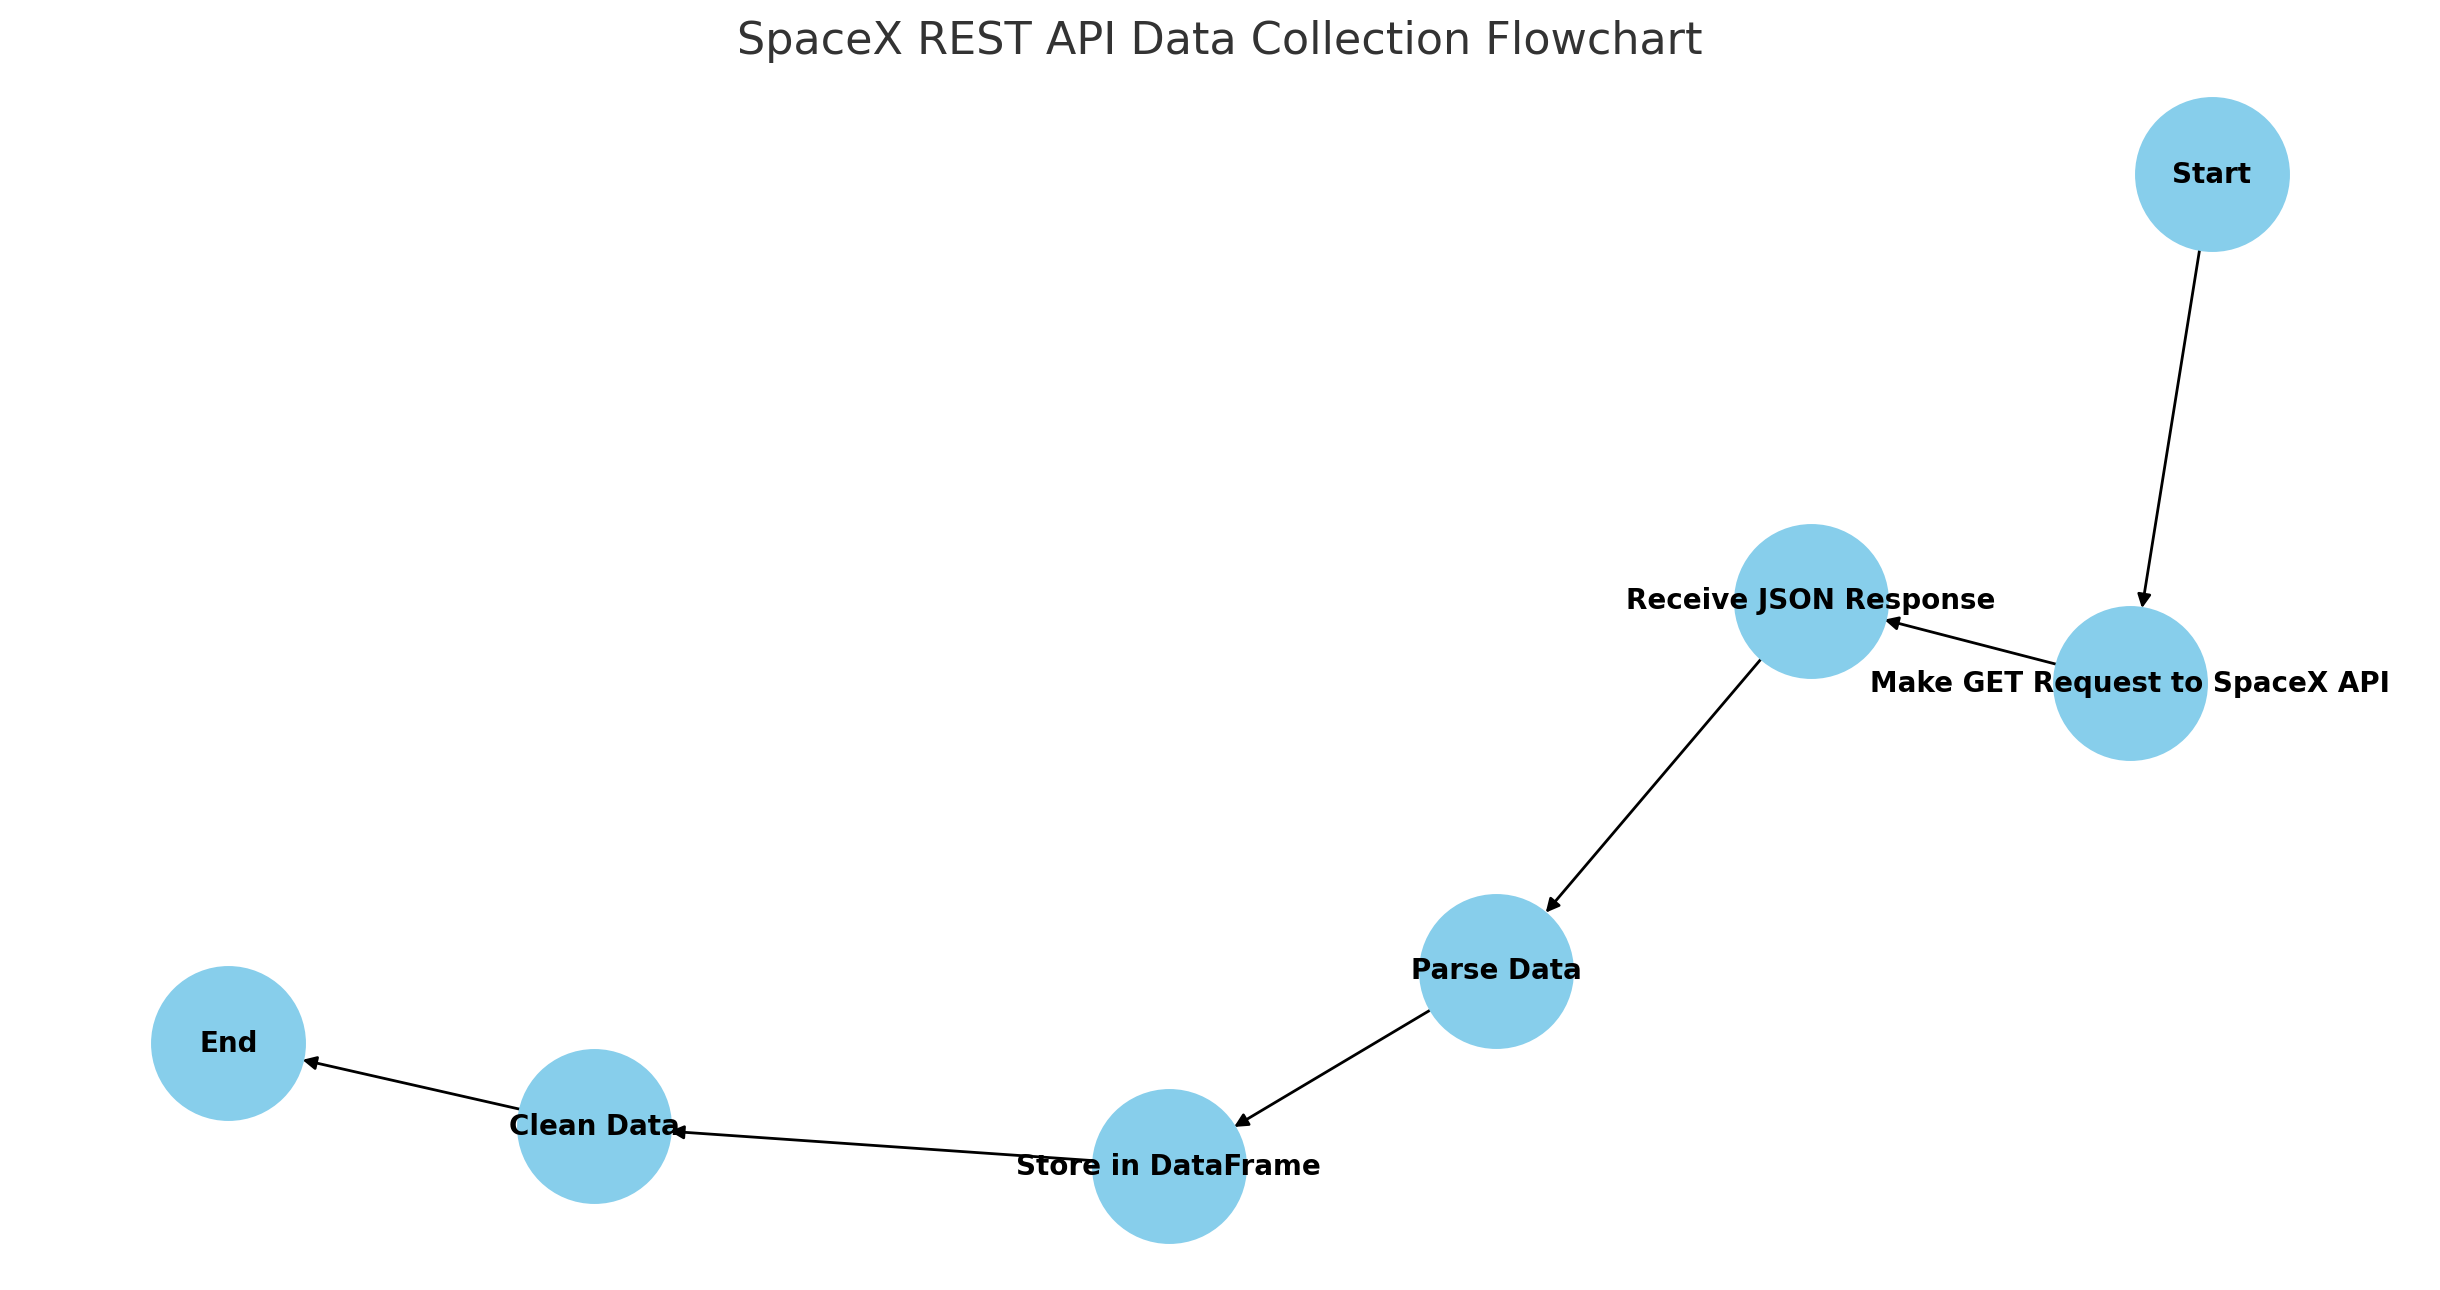 SpaceX REST API Data Collection Flowchart
Start
Make GET Request to SpaceX API
Receive JSON Response
Parse Data
Store in DataFrame
Clean Data
End